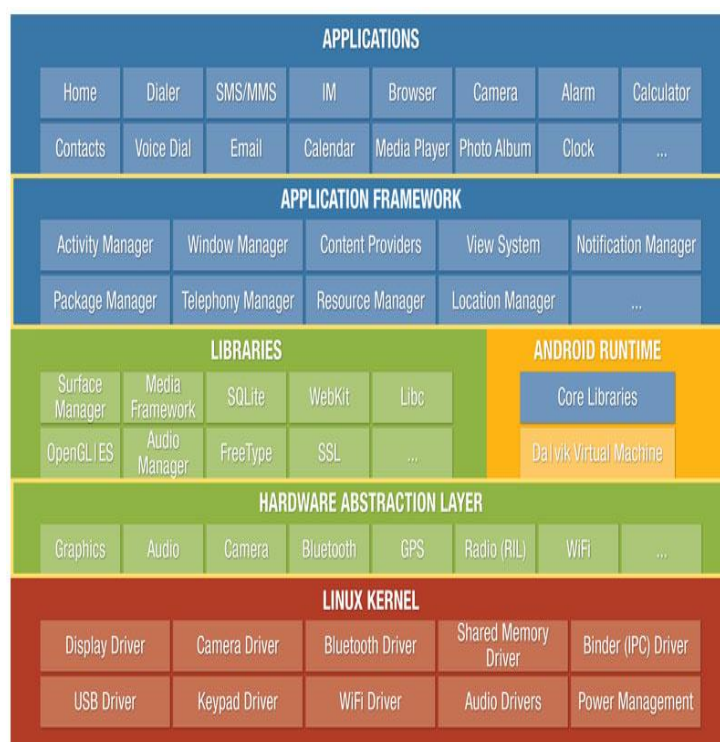 APPLICATIONS
Home Dialer SMS/MMS IM Browser Camera Alarm Calculator
Contacts Voice Dial Email Calendar Media Player Photo Album Clock ...
APPLICATION FRAMEWORK
Activity Manager Window Manager Content Providers View System Notification Manager
Package Manager Telephony Manager Resource Manager Location Manager ...
LIBRARIES
Surface Manager Media Framework SQLite WebKit Libc
OpenGL|ES Audio Manager FreeType SSL ...
ANDROID RUNTIME
Core Libraries
Dalvik Virtual Machine
HARDWARE ABSTRACTION LAYER
Graphics Audio Camera Bluetooth GPS Radio (RIL) WiFi ...
LINUX KERNEL
Display Driver Camera Driver Bluetooth Driver Shared Memory Driver Binder (IPC) Driver
USB Driver Keypad Driver WiFi Driver Audio Drivers Power Management